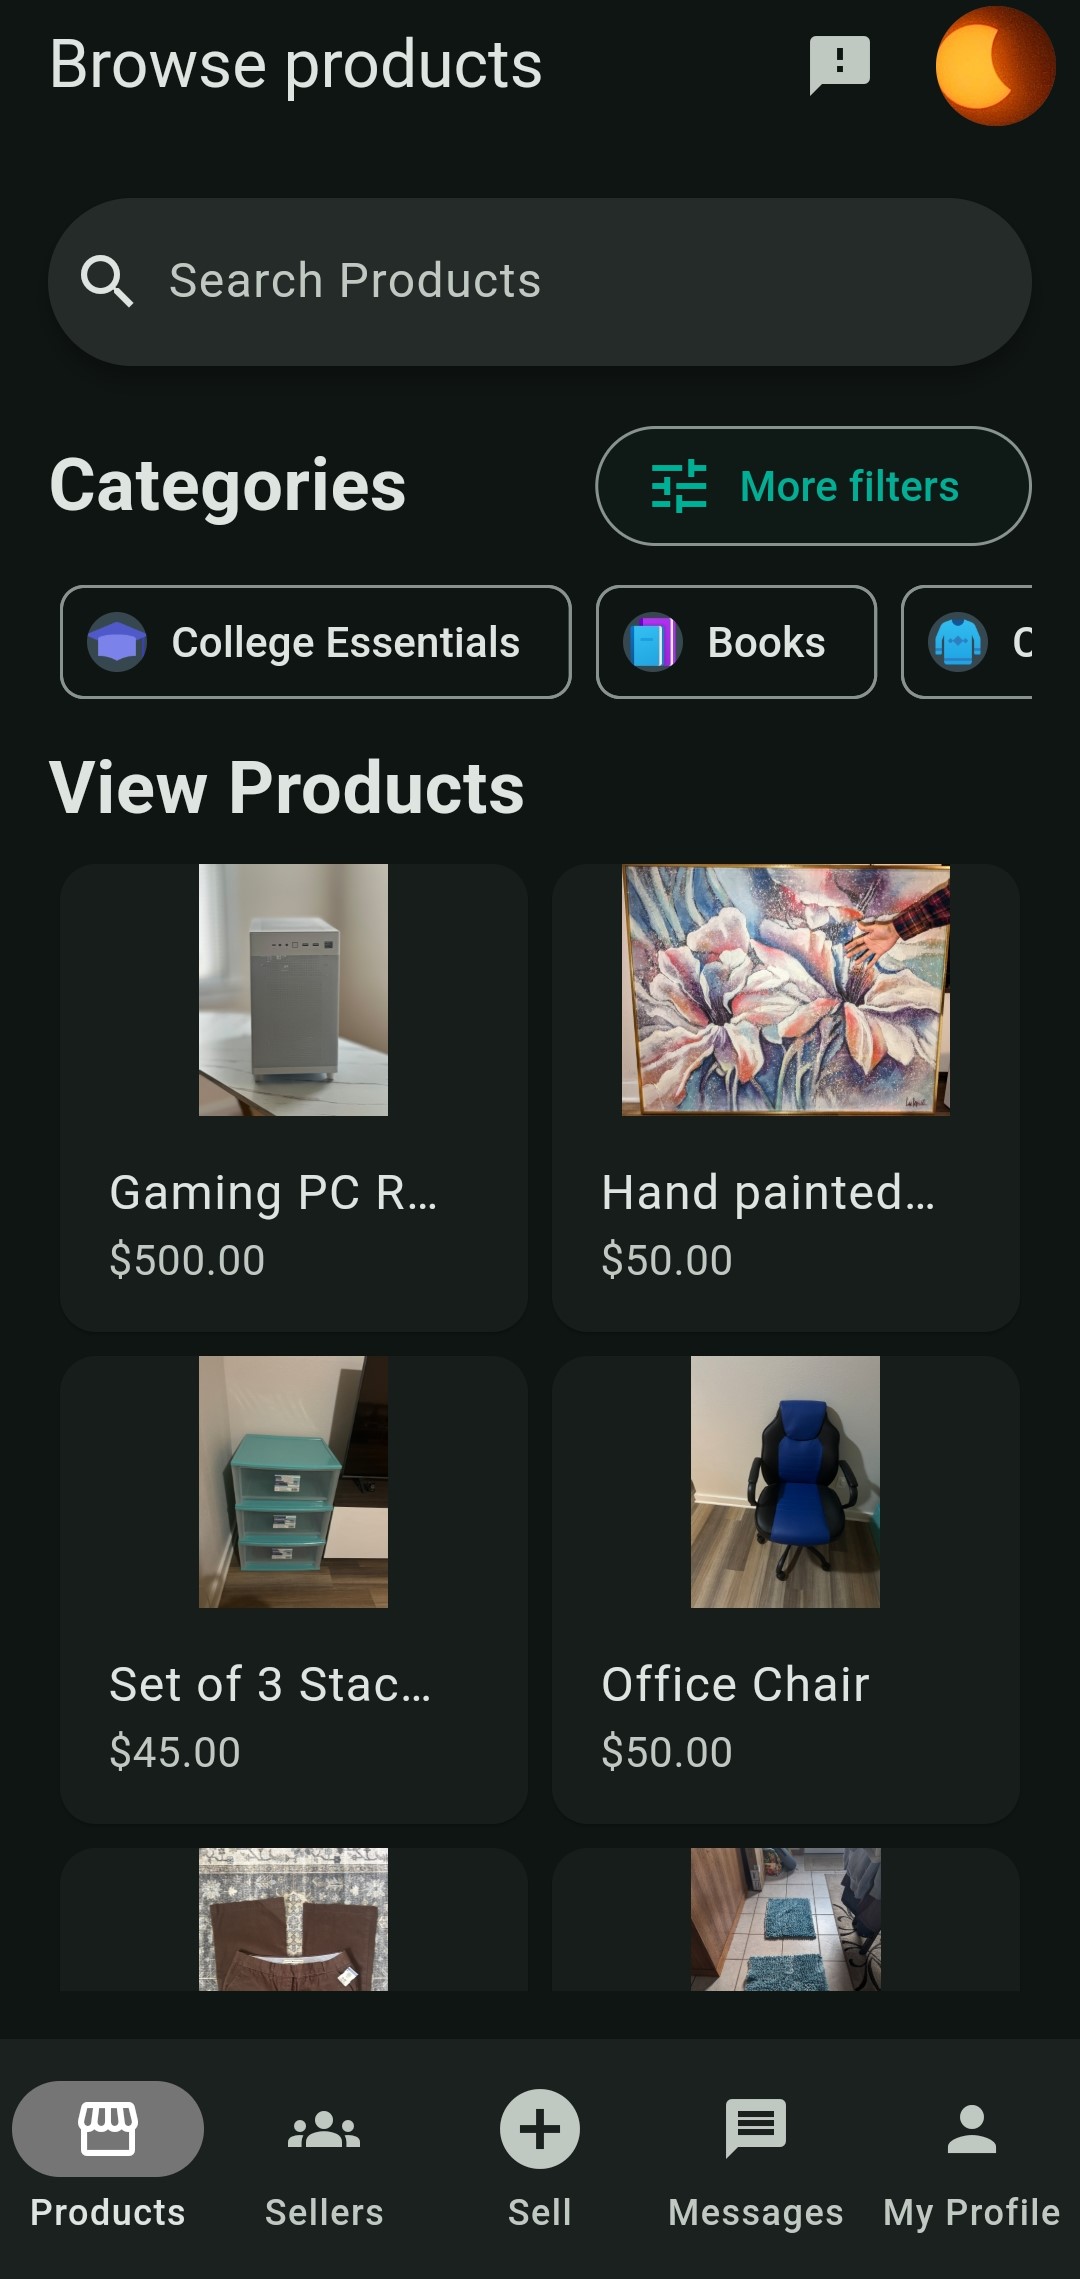 Browse products
Search Products
Categories
More filters
College Essentials
Books
C
View Products
Gaming PC R...
$500.00
Hand painted...
$50.00
Set of 3 Stac...
$45.00
Office Chair
$50.00
Products
Sellers
Sell
Messages
My Profile